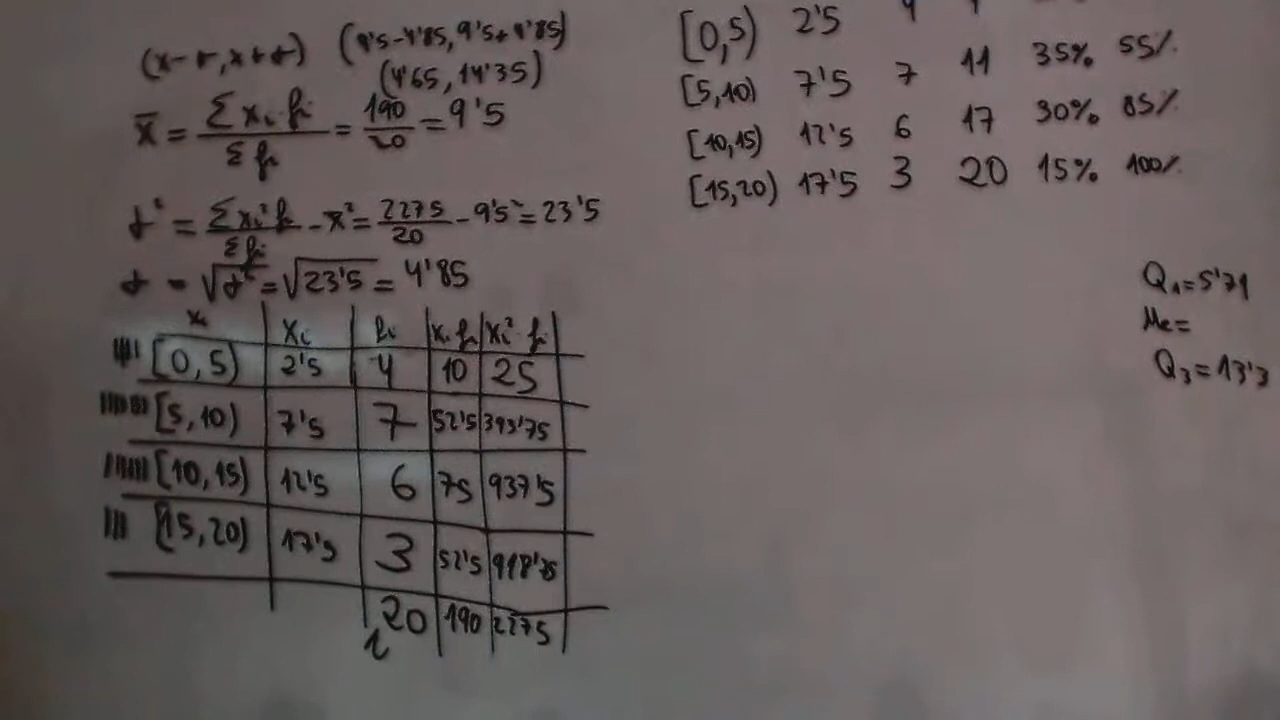 (x-σ, x+σ) (9'5-4'85, 9'5+4'85)
(4'65, 14'35)
x̄ = Σ xi·fi / Σ fi = 190/20 = 9'5
σ² = Σ xi²·fi / Σ fi - x̄² = 2275/20 - 9'5² = 23'5
σ = √σ² = √23'5 = 4'85
xi xi fi xi·fi xi²·fi
[0,5) 2'5 4 10 25
[5,10) 7'5 7 52'5 393'75
[10,15) 12'5 6 75 937'5
[15,20) 17'5 3 52'5 918'75
20 190 2275
[0,5) 2'5 4
[5,10) 7'5 7 11 35% 55%
[10,15) 12'5 6 17 30% 85%
[15,20) 17'5 3 20 15% 100%
Q₁=5'71
Me=
Q₃=13'3